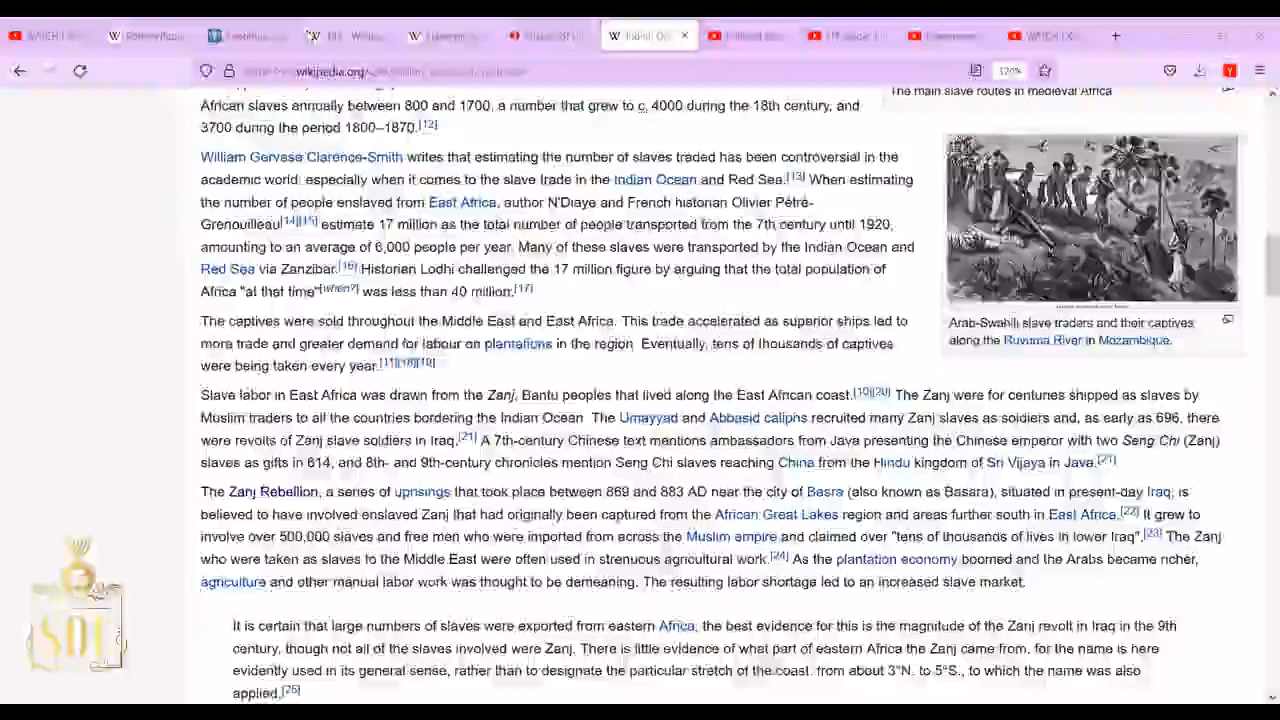 WATCH
W
W
W
W Indian Oc
wikipedia.org
120%
African slaves annually between 800 and 1700, a number that grew to c. 4000 during the 18th century, and
The main slave routes in medieval Africa
3700 during the period 1800–1870.[12]
William Gervase Clarence-Smith writes that estimating the number of slaves traded has been controversial in the
academic world especially when it comes to the slave trade in the Indian Ocean and Red Sea.[13] When estimating
the number of people enslaved from East Africa, author N'Diaye and French historian Olivier Pétré-
Grenouilleau[14][15] estimate 17 million as the total number of people transported from the 7th century until 1920,
amounting to an average of 6,000 people per year. Many of these slaves were transported by the Indian Ocean and
Red Sea via Zanzibar.[16] Historian Lodhi challenged the 17 million figure by arguing that the total population of
Africa "at that time"[when?] was less than 40 million.[17]
Arab-Swahili slave traders and their captives
along the Ruvuma River in Mozambique.
The captives were sold throughout the Middle East and East Africa. This trade accelerated as superior ships led to
more trade and greater demand for labour on plantations in the region. Eventually, tens of thousands of captives
were being taken every year.[11][18][19]
Slave labor in East Africa was drawn from the Zanj, Bantu peoples that lived along the East African coast.[10][20] The Zanj were for centuries shipped as slaves by
Muslim traders to all the countries bordering the Indian Ocean. The Umayyad and Abbasid caliphs recruited many Zanj slaves as soldiers and, as early as 696, there
were revolts of Zanj slave soldiers in Iraq.[21] A 7th-century Chinese text mentions ambassadors from Java presenting the Chinese emperor with two Seng Chi (Zanj)
slaves as gifts in 614, and 8th- and 9th-century chronicles mention Seng Chi slaves reaching China from the Hindu kingdom of Sri Vijaya in Java.[21]
The Zanj Rebellion, a series of uprisings that took place between 869 and 883 AD near the city of Basra (also known as Basara), situated in present-day Iraq, is
believed to have involved enslaved Zanj that had originally been captured from the African Great Lakes region and areas further south in East Africa.[22] It grew to
involve over 500,000 slaves and free men who were imported from across the Muslim empire and claimed over "tens of thousands of lives in lower Iraq".[23] The Zanj
who were taken as slaves to the Middle East were often used in strenuous agricultural work.[24] As the plantation economy boomed and the Arabs became richer,
agriculture and other manual labor work was thought to be demeaning. The resulting labor shortage led to an increased slave market.
It is certain that large numbers of slaves were exported from eastern Africa, the best evidence for this is the magnitude of the Zanj revolt in Iraq in the 9th
century, though not all of the slaves involved were Zanj. There is little evidence of what part of eastern Africa the Zanj came from, for the name is here
evidently used in its general sense, rather than to designate the particular stretch of the coast, from about 3°N. to 5°S., to which the name was also
applied.[25]